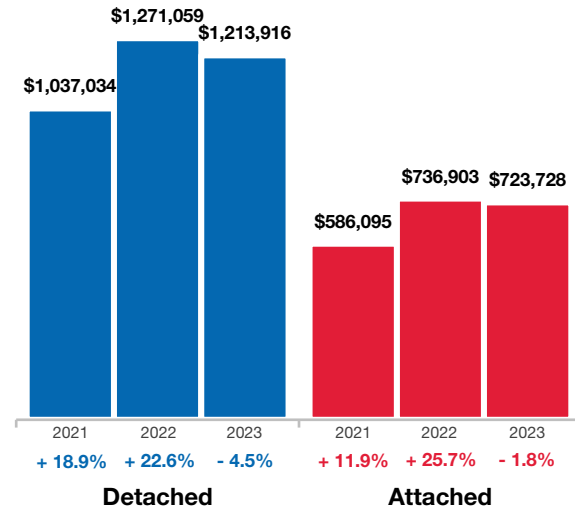 $1,271,059
$1,213,916
$1,037,034
$736,903 $723,728
$586,095
2021 2022 2023 2021 2022 2023
+ 18.9% + 22.6% - 4.5% + 11.9% + 25.7% - 1.8%
Detached Attached